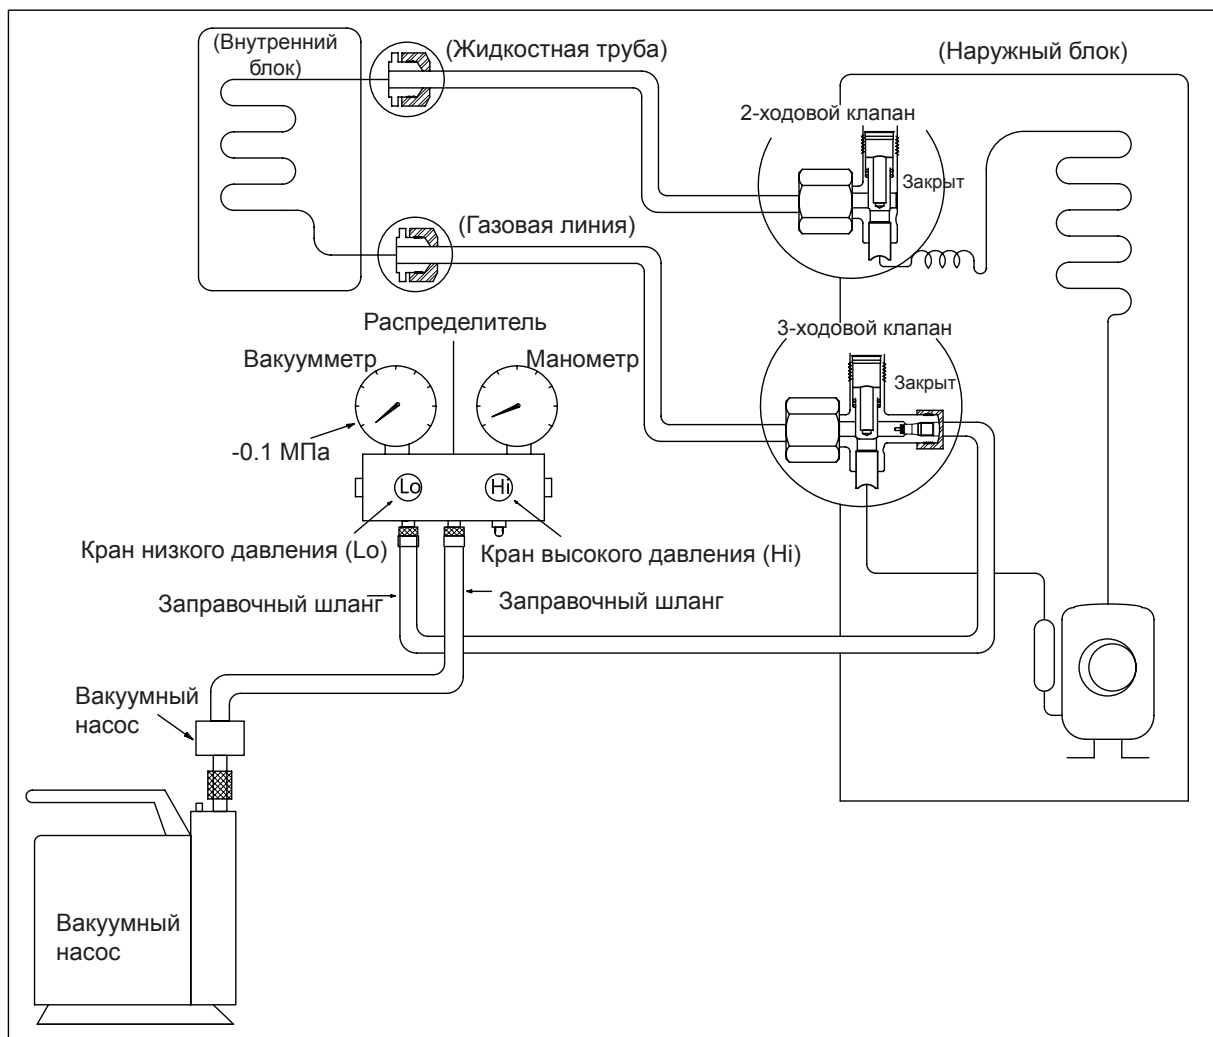 (Внутренний
блок)
(Жидкостная труба)
(Наружный блок)
2-ходовой клапан
Закрыт
(Газовая линия)
Распределитель
3-ходовой клапан
Вакуумметр
Манометр
Закрыт
-0.1 МПа
Lo
Hi
Кран низкого давления (Lo)
Кран высокого давления (Hi)
Заправочный шланг
Заправочный шланг
Вакуумный
насос
Вакуумный
насос